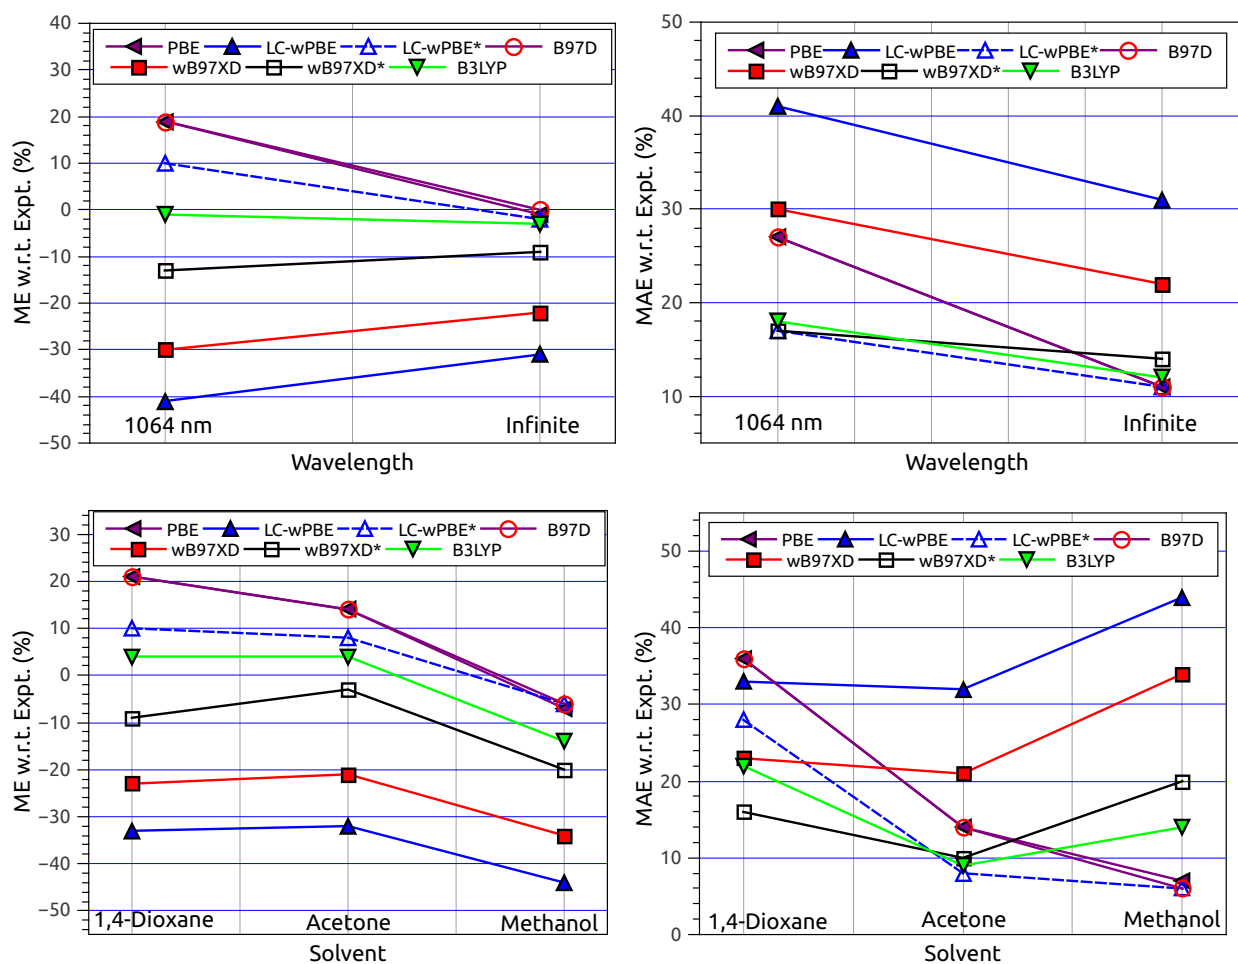 40
30
20
10
0
−10
−20
−30
−40
−50
ME w.r.t. Expt. (%)
PBE LC-wPBE LC-wPBE* B97D
wB97XD wB97XD* B3LYP
1064 nm Infinite
Wavelength
50
40
30
20
10
MAE w.r.t. Expt. (%)
PBE LC-wPBE LC-wPBE* B97D
wB97XD wB97XD* B3LYP
1064 nm Infinite
Wavelength
30
20
10
0
−10
−20
−30
−40
−50
ME w.r.t. Expt. (%)
PBE LC-wPBE LC-wPBE* B97D
wB97XD wB97XD* B3LYP
1,4-Dioxane Acetone Methanol
Solvent
50
40
30
20
10
0
MAE w.r.t. Expt. (%)
PBE LC-wPBE LC-wPBE* B97D
wB97XD wB97XD* B3LYP
1,4-Dioxane Acetone Methanol
Solvent